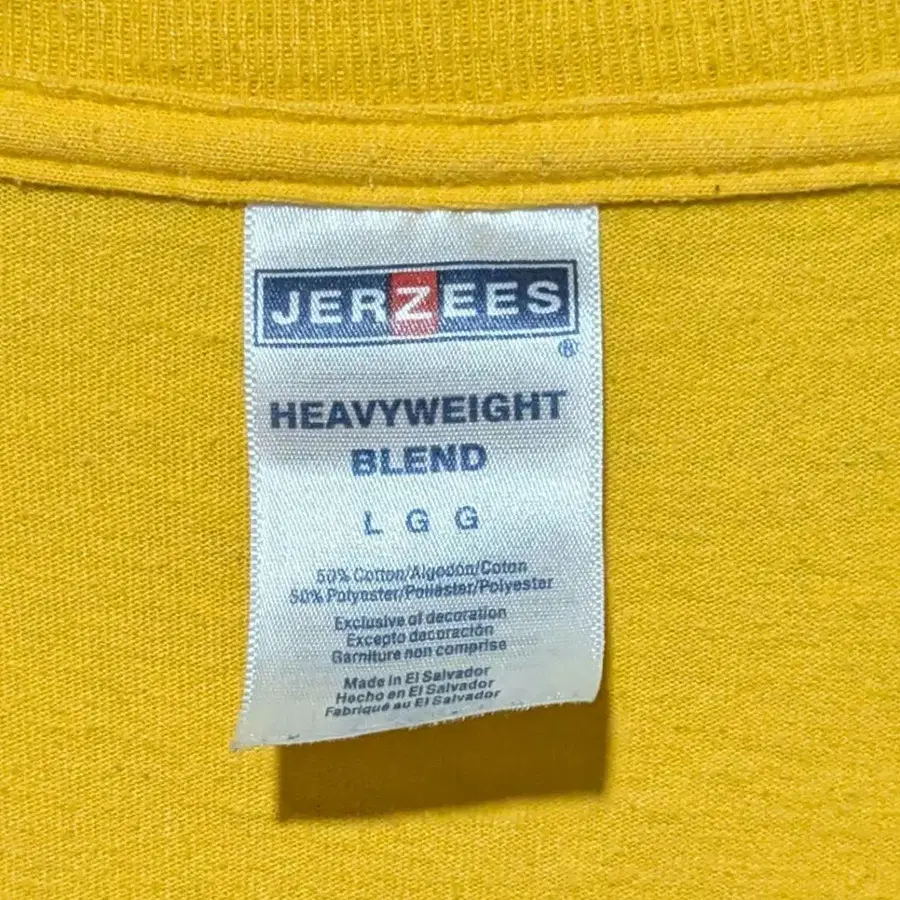 JERZEES
®
HEAVYWEIGHT
BLEND
L G G
50% Cotton/Algodón/Coton
50% Polyester/Poliéster/Polyester
Exclusive of decoration
Excepto decoración
Garniture non comprise
Made in El Salvador
Hecho en El Salvador
Fabriqué au El Salvador